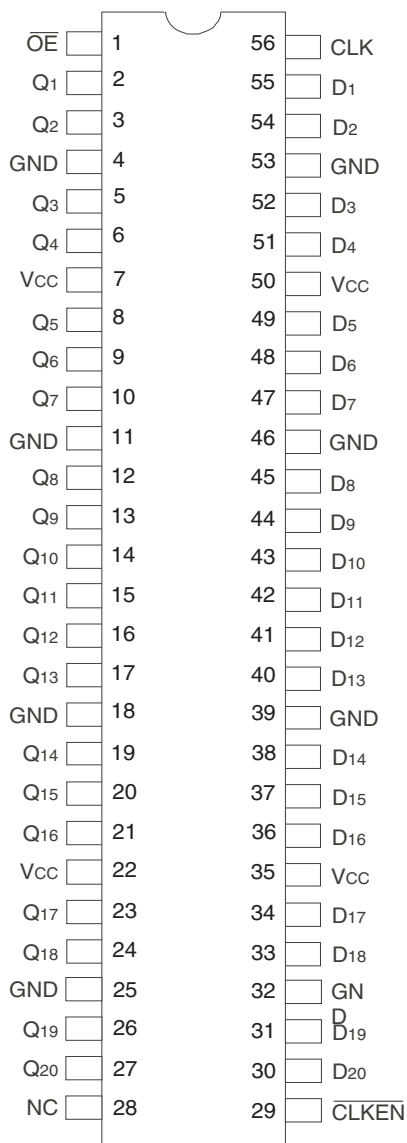 OE 1 56 CLK
Q1 2 55 D1
Q2 3 54 D2
GND 4 53 GND
Q3 5 52 D3
Q4 6 51 D4
VCC 7 50 VCC
Q5 8 49 D5
Q6 9 48 D6
Q7 10 47 D7
GND 11 46 GND
Q8 12 45 D8
Q9 13 44 D9
Q10 14 43 D10
Q11 15 42 D11
Q12 16 41 D12
Q13 17 40 D13
GND 18 39 GND
Q14 19 38 D14
Q15 20 37 D15
Q16 21 36 D16
VCC 22 35 VCC
Q17 23 34 D17
Q18 24 33 D18
GND 25 32 GN
D
Q19 26 31 D19
Q20 27 30 D20
NC 28 29 CLKEN